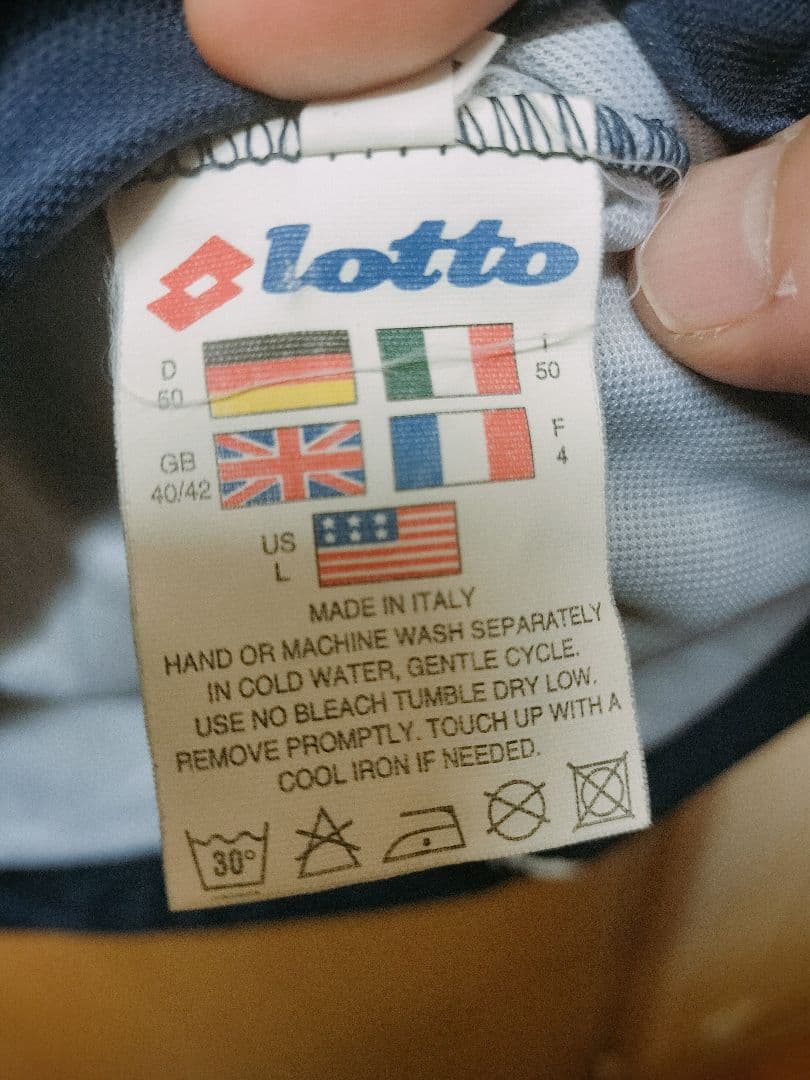 lotto
D
50
I
50
GB
40/42
F
4
US
L
MADE IN ITALY
HAND OR MACHINE WASH SEPARATELY
IN COLD WATER, GENTLE CYCLE.
USE NO BLEACH TUMBLE DRY LOW.
REMOVE PROMPTLY. TOUCH UP WITH A
COOL IRON IF NEEDED.
30°